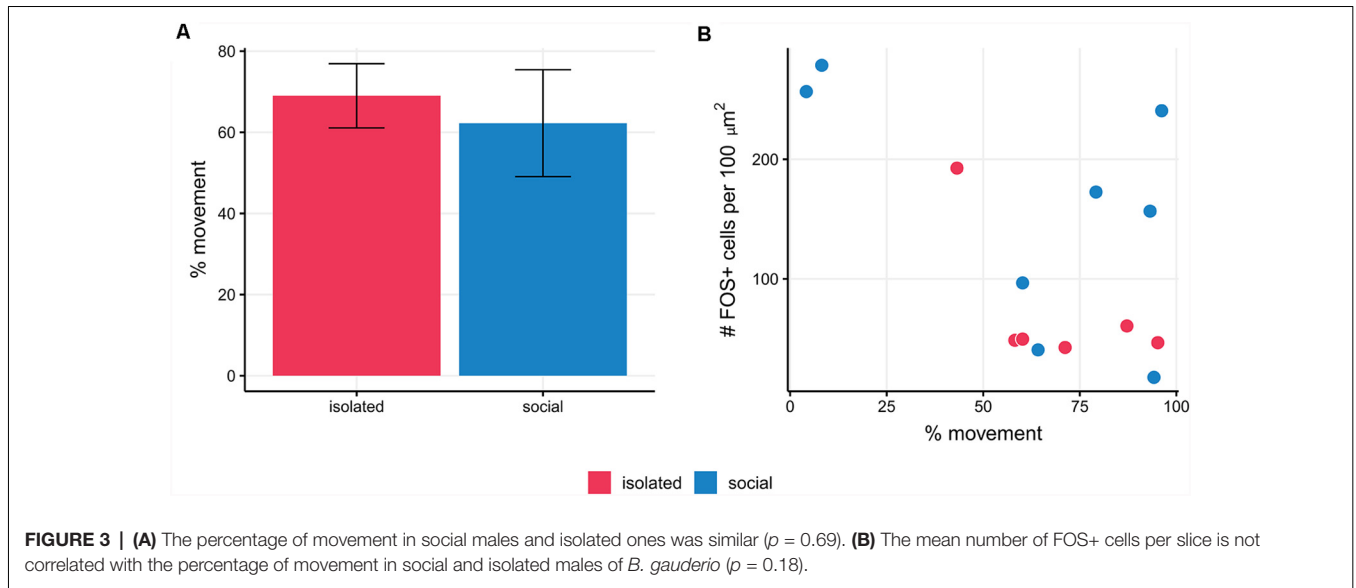 A
80
60
40
20
0
% movement
isolated
social
B
200
100
# FOS+ cells per 100 µm²
0
25
50
75
100
% movement
isolated
social
FIGURE 3 | (A) The percentage of movement in social males and isolated ones was similar (p = 0.69). (B) The mean number of FOS+ cells per slice is not
correlated with the percentage of movement in social and isolated males of B. gauderio (p = 0.18).